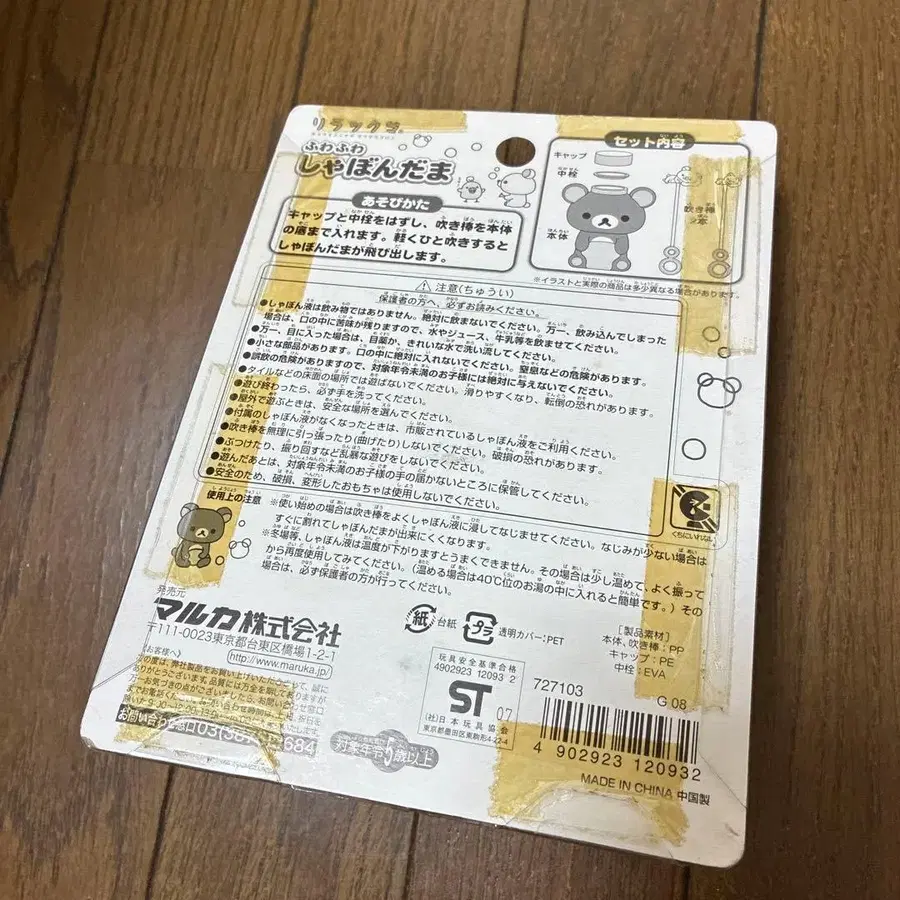 リラックマ
ふわふわ
しゃぼんだま
あそびかた
キャップと中栓をはずし、吹き棒を本体
の底まで入れます。軽くひと吹きすると
しゃぼんだまが飛び出します。
セット内容
キャップ
中栓
本体
吹き棒
2本
※イラストと実際の商品は多少異なる場合があります。
⚠ 注意(ちゅうい)
保護者の方へ、必ずお読みください。
●しゃぼん液は飲み物ではありません。絶対に飲まないでください。万一、飲み込んでしまった
場合は、口の中に苦味が残りますので、水やジュース、牛乳等を飲ませてください。
●万一、目に入った場合は、目薬か、きれいな水で洗い流してください。
●小さな部品があります。口の中に絶対に入れないでください。窒息などの危険があります。
●誤飲の危険がありますので、対象年令未満のお子様には絶対に与えないでください。
●タイルなどの床面の場所では遊ばないでください。滑りやすくなり、転倒の恐れがあります。
●遊び終わったら、必ず手を洗ってください。
●屋外で遊ぶときは、安全な場所を選んでください。
●付属のしゃぼん液がなくなったときは、市販されているしゃぼん液をご利用ください。
●吹き棒を無理に引っ張ったり(曲げたり)しないでください。破損の恐れがあります。
●ぶつけたり、振り回すなど乱暴な遊びをしないでください。
●遊んだあとは、対象年令未満のお子様の手の届かないところに保管してください。
●安全のため、破損、変形したおもちゃは使用しないでください。
くちにいれない
使用上の注意
※使い始めの場合は吹き棒をよくしゃぼん液に浸してなじませてください。なじみが少ない場合は
すぐに割れてしゃぼんだまが出来にくくなります。
※冬場等、しゃぼん液は温度が下がりますとうまくできません。その場合は少し温めて、よく振って
から再度使用してみてください。(温める場合は40℃位のお湯の中に入れると簡単です。)その
場合は、必ず保護者の方が行ってください。
発売元
マルカ株式会社
〒111-0023東京都台東区橋場1-2-1
http://www.maruka.jp/
紙 台紙
プラ 透明カバー:PET
[製品素材]
本体、吹き棒:PP
キャップ:PE
中栓:EVA
玩具安全基準合格
4902923 12093 2
ST 07
(社)日本玩具協会
東京都墨田区東駒形4-22-4
727103
G 08
4 902923 120932
MADE IN CHINA 中国製
お客様へ
対象年令5歳以上